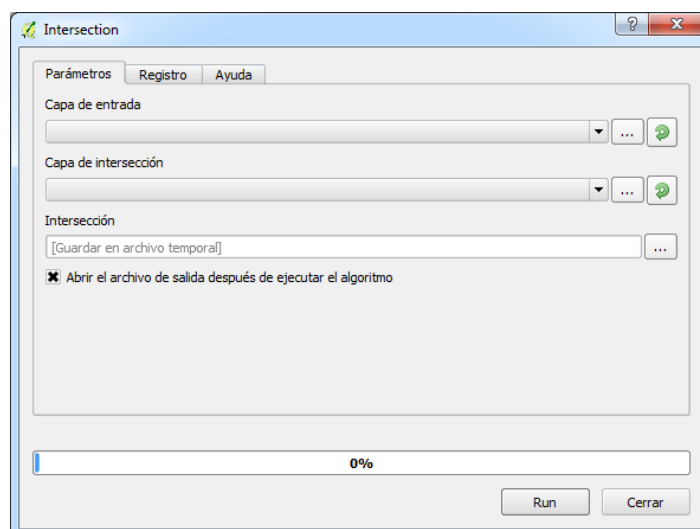 Intersection
Parámetros Registro Ayuda
Capa de entrada
...
Capa de intersección
...
Intersección
[Guardar en archivo temporal] ...
Abrir el archivo de salida después de ejecutar el algoritmo
0%
Run Cerrar